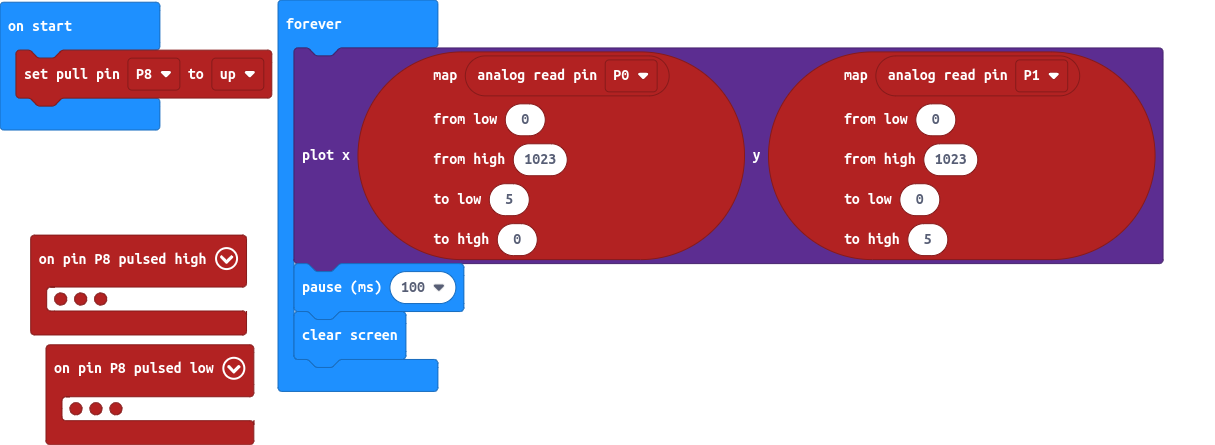 on start
set pull pin P8 to up
forever
plot x map analog read pin P0 from low 0 from high 1023 to low 5 to high 0 y map analog read pin P1 from low 0 from high 1023 to low 0 to high 5
pause (ms) 100
clear screen
on pin P8 pulsed high
on pin P8 pulsed low